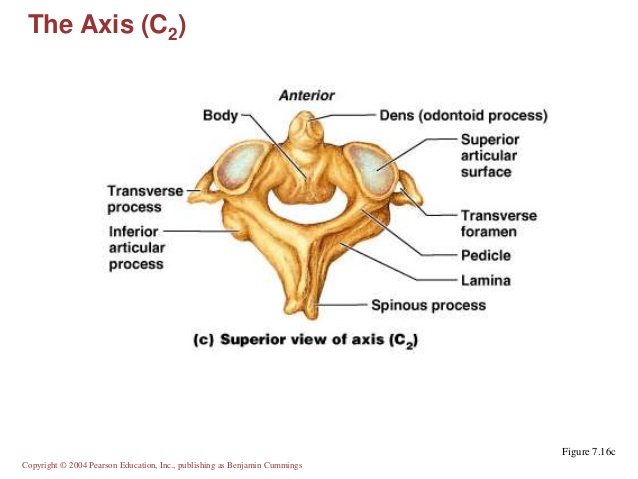 The Axis (C2)
Anterior
Body
Dens (odontoid process)
Superior
articular
surface
Transverse
process
Transverse
foramen
Inferior
articular
process
Pedicle
Lamina
Spinous process
(c) Superior view of axis (C2)
Figure 7.16c
Copyright © 2004 Pearson Education, Inc., publishing as Benjamin Cummings